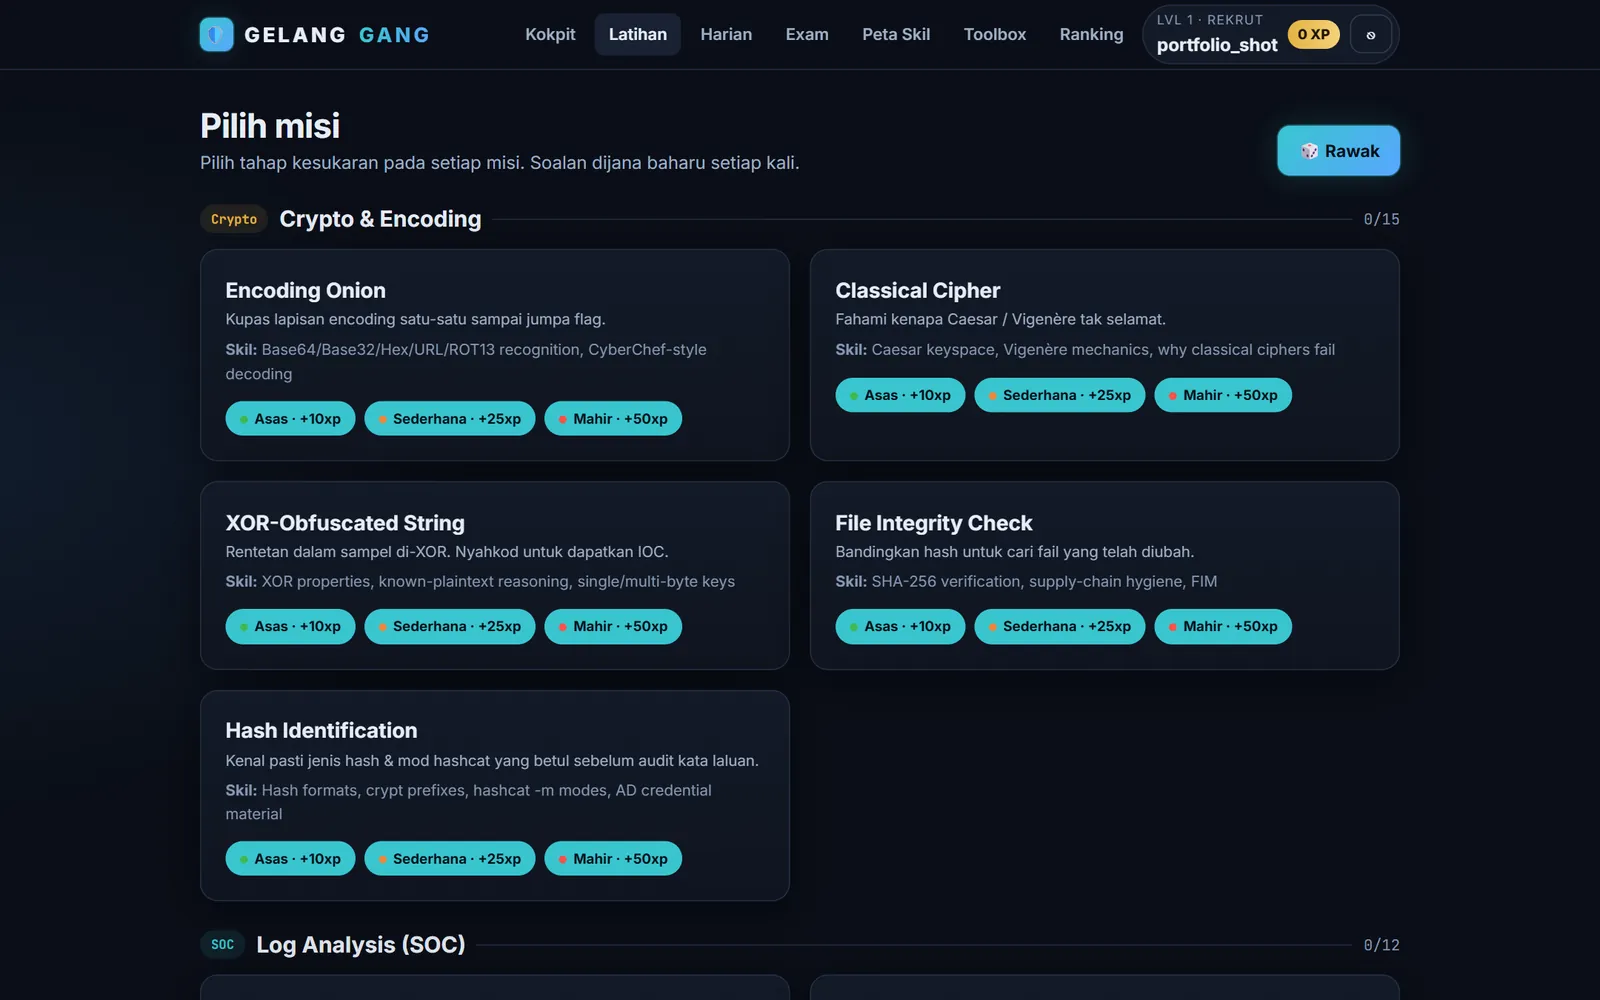 GELANG GANG
Kokpit
Latihan
Harian
Exam
Peta Skil
Toolbox
Ranking
LVL 1 · REKRUT
portfolio_shot
0 XP
Pilih misi
Pilih tahap kesukaran pada setiap misi. Soalan dijana baharu setiap kali.
Rawak
Crypto
Crypto & Encoding
0/15
Encoding Onion
Kupas lapisan encoding satu-satu sampai jumpa flag.
Skil: Base64/Base32/Hex/URL/ROT13 recognition, CyberChef-style
decoding
Asas · +10xp
Sederhana · +25xp
Mahir · +50xp
Classical Cipher
Fahami kenapa Caesar / Vigenère tak selamat.
Skil: Caesar keyspace, Vigenère mechanics, why classical ciphers fail
Asas · +10xp
Sederhana · +25xp
Mahir · +50xp
XOR-Obfuscated String
Rentetan dalam sampel di-XOR. Nyahkod untuk dapatkan IOC.
Skil: XOR properties, known-plaintext reasoning, single/multi-byte keys
Asas · +10xp
Sederhana · +25xp
Mahir · +50xp
File Integrity Check
Bandingkan hash untuk cari fail yang telah diubah.
Skil: SHA-256 verification, supply-chain hygiene, FIM
Asas · +10xp
Sederhana · +25xp
Mahir · +50xp
Hash Identification
Kenal pasti jenis hash & mod hashcat yang betul sebelum audit kata laluan.
Skil: Hash formats, crypt prefixes, hashcat -m modes, AD credential
material
Asas · +10xp
Sederhana · +25xp
Mahir · +50xp
SOC
Log Analysis (SOC)
0/12